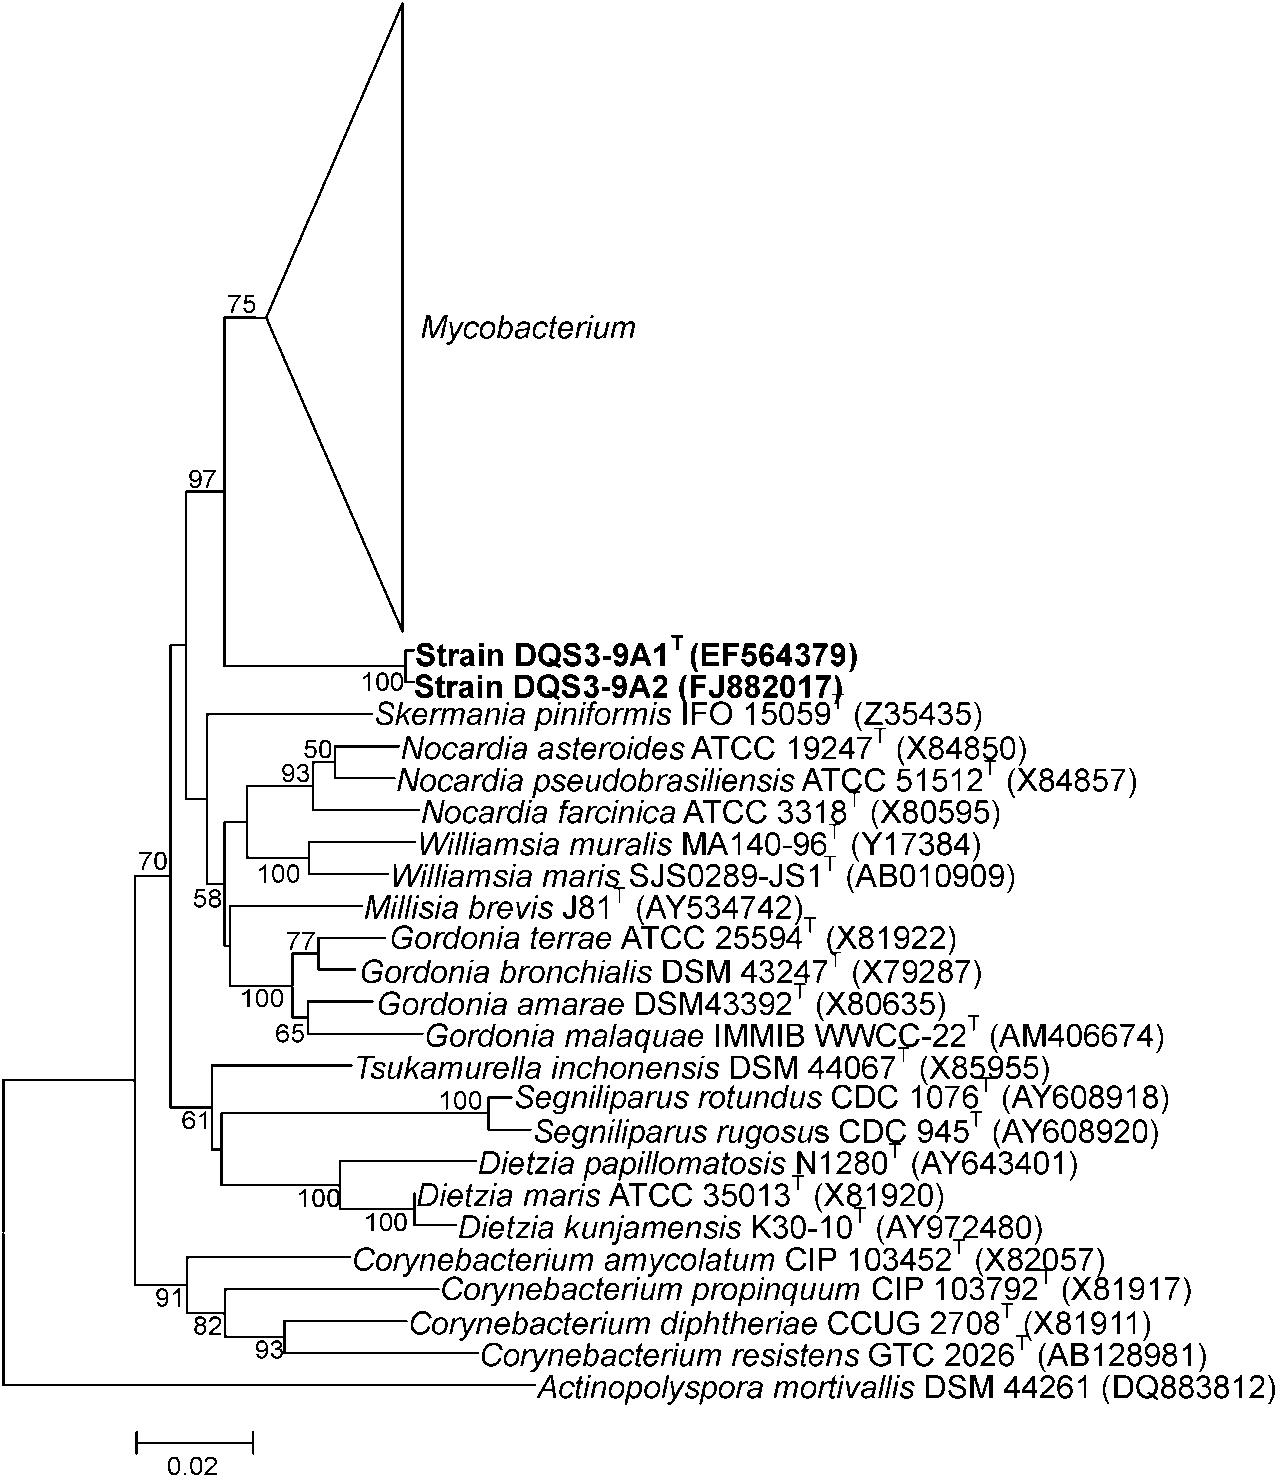 75
Mycobacterium
97
Strain DQS3-9A1T (EF564379)
100
Strain DQS3-9A2 (FJ882017)
Skermania piniformis IFO 15059T (Z35435)
50
Nocardia asteroides ATCC 19247T (X84850)
93
Nocardia pseudobrasiliensis ATCC 51512T (X84857)
Nocardia farcinica ATCC 3318T (X80595)
Williamsia muralis MA140-96T (Y17384)
70
100
Williamsia maris SJS0289-JS1T (AB010909)
58
Millisia brevis J81T (AY534742)
77
Gordonia terrae ATCC 25594T (X81922)
Gordonia bronchialis DSM 43247T (X79287)
100
Gordonia amarae DSM43392T (X80635)
65
Gordonia malaquae IMMIB WWCC-22T (AM406674)
Tsukamurella inchonensis DSM 44067T (X85955)
100
Segniliparus rotundus CDC 1076T (AY608918)
61
Segniliparus rugosus CDC 945T (AY608920)
Dietzia papillomatosis N1280T (AY643401)
100
Dietzia maris ATCC 35013T (X81920)
100
Dietzia kunjamensis K30-10T (AY972480)
Corynebacterium amycolatum CIP 103452T (X82057)
91
Corynebacterium propinquum CIP 103792T (X81917)
82
Corynebacterium diphtheriae CCUG 2708T (X81911)
93
Corynebacterium resistens GTC 2026T (AB128981)
Actinopolyspora mortivallis DSM 44261 (DQ883812)
0.02